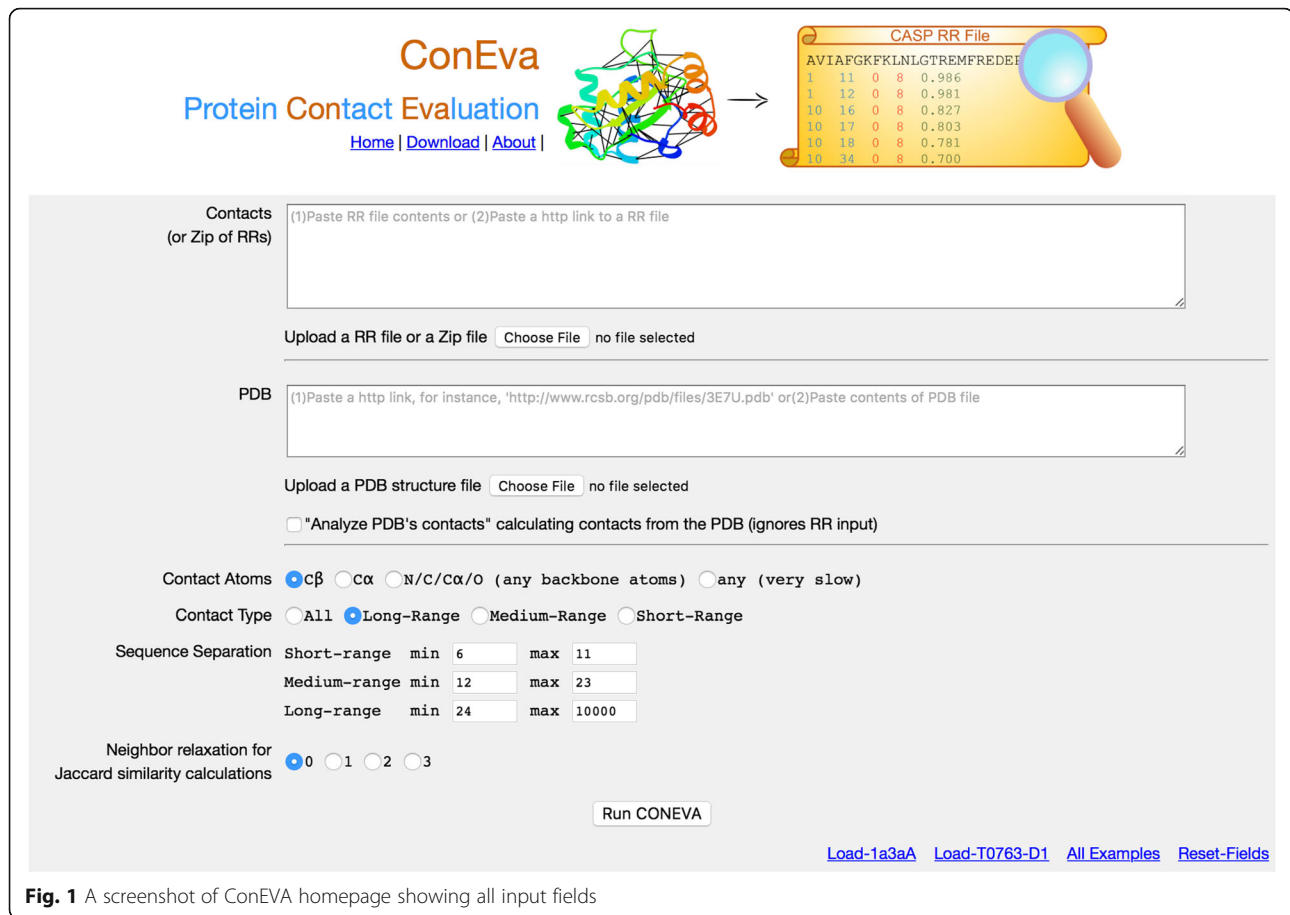 ConEva
Protein Contact Evaluation
Home | Download | About |
CASP RR File
AVIAFGKFKLNLGTREMFREDE
1 11 0 8 0.986
1 12 0 8 0.981
10 16 0 8 0.827
10 17 0 8 0.803
10 18 0 8 0.781
10 34 0 8 0.700
Contacts
(or Zip of RRs)
(1)Paste RR file contents or (2)Paste a http link to a RR file
Upload a RR file or a Zip file Choose File no file selected
PDB
(1)Paste a http link, for instance, 'http://www.rcsb.org/pdb/files/3E7U.pdb' or(2)Paste contents of PDB file
Upload a PDB structure file Choose File no file selected
"Analyze PDB's contacts" calculating contacts from the PDB (ignores RR input)
Contact Atoms Cβ Cα N/C/Cα/O (any backbone atoms) any (very slow)
Contact Type All Long-Range Medium-Range Short-Range
Sequence Separation Short-range min 6 max 11
Medium-range min 12 max 23
Long-range min 24 max 10000
Neighbor relaxation for
Jaccard similarity calculations
0 1 2 3
Run CONEVA
Load-1a3aA Load-T0763-D1 All Examples Reset-Fields
Fig. 1 A screenshot of ConEVA homepage showing all input fields